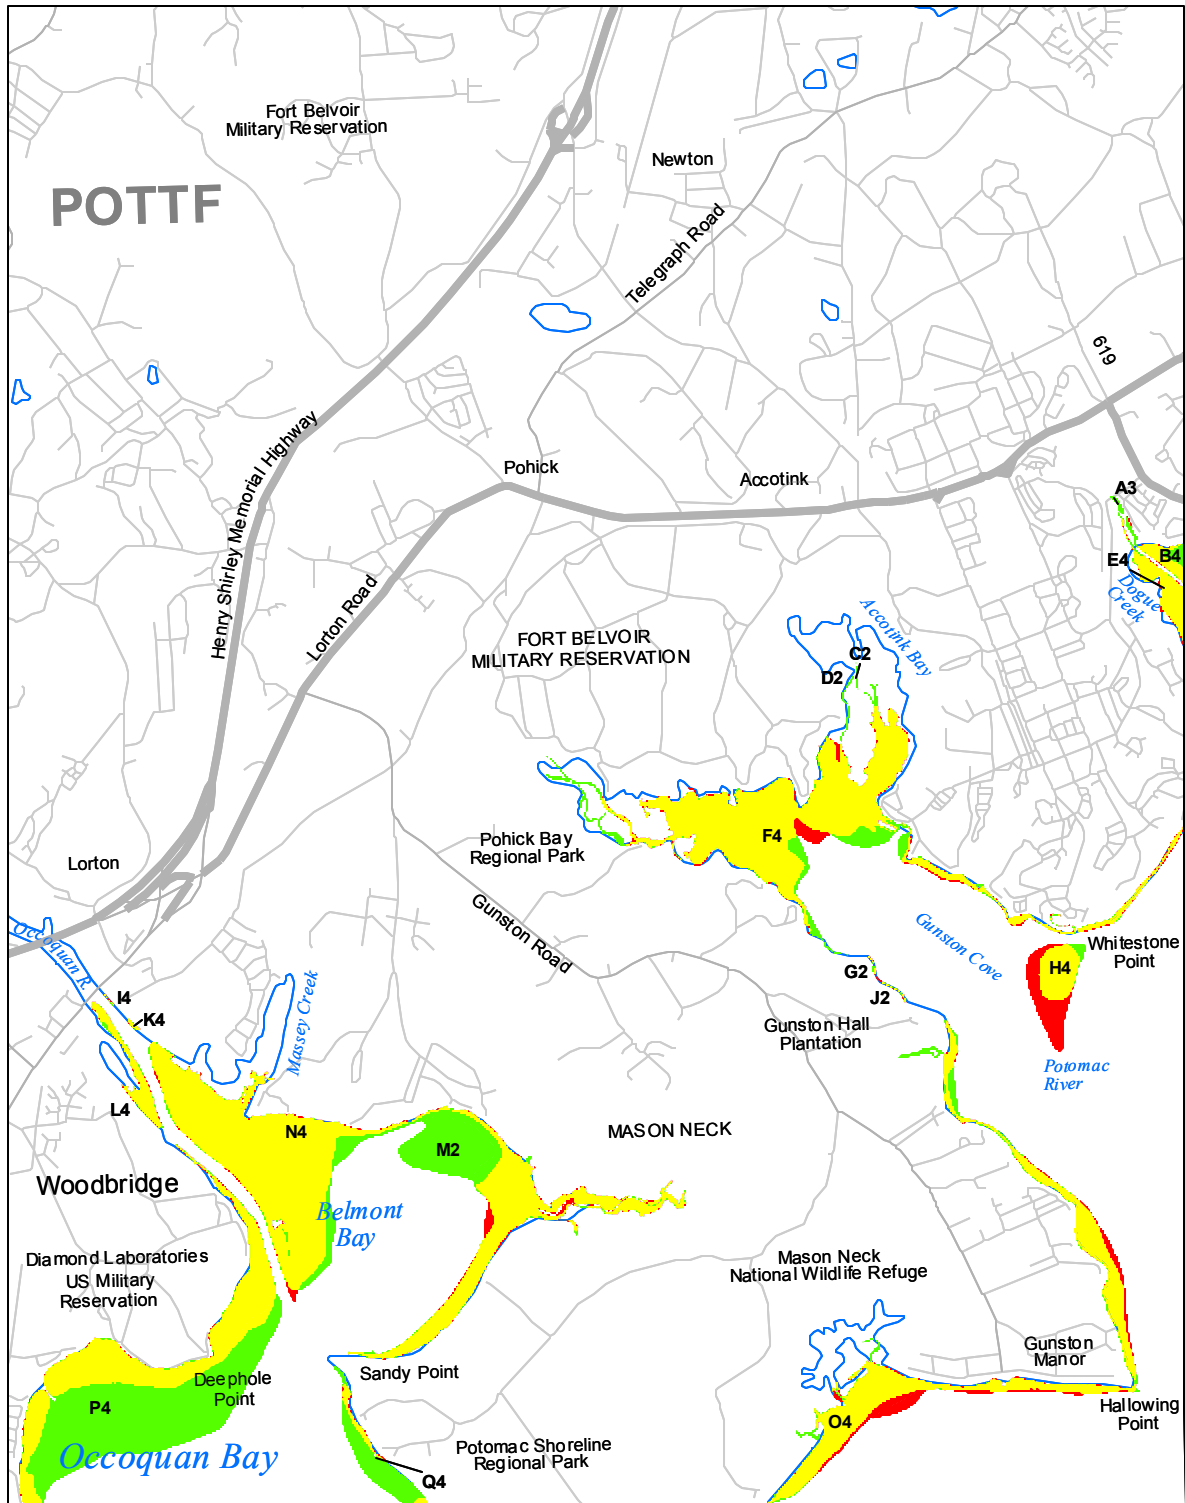 Fort Belvoir
Military Reservation
Newton
POTTF
Telegraph Road
619
Henry Shirley Memorial Highway
Pohick
Accotink
A3
B4
E4
Dogue
Creek
Lorton Road
FORT BELVOIR
MILITARY RESERVATION
Accotink Bay
C2
D2
F4
Pohick Bay
Regional Park
Lorton
Gunston Road
Occoquan R.
Gunston Cove
Whitestone
Point
H4
G2
J2
I4
K4
Massey Creek
Gunston Hall
Plantation
Potomac
River
L4
N4
M2
MASON NECK
Woodbridge
Belmont
Bay
Diamond Laboratories
US Military
Reservation
Mason Neck
National Wildlife Refuge
Gunston
Manor
Sandy Point
Deephole
Point
P4
O4
Hallowing
Point
Occoquan Bay
Potomac Shoreline
Regional Park
Q4